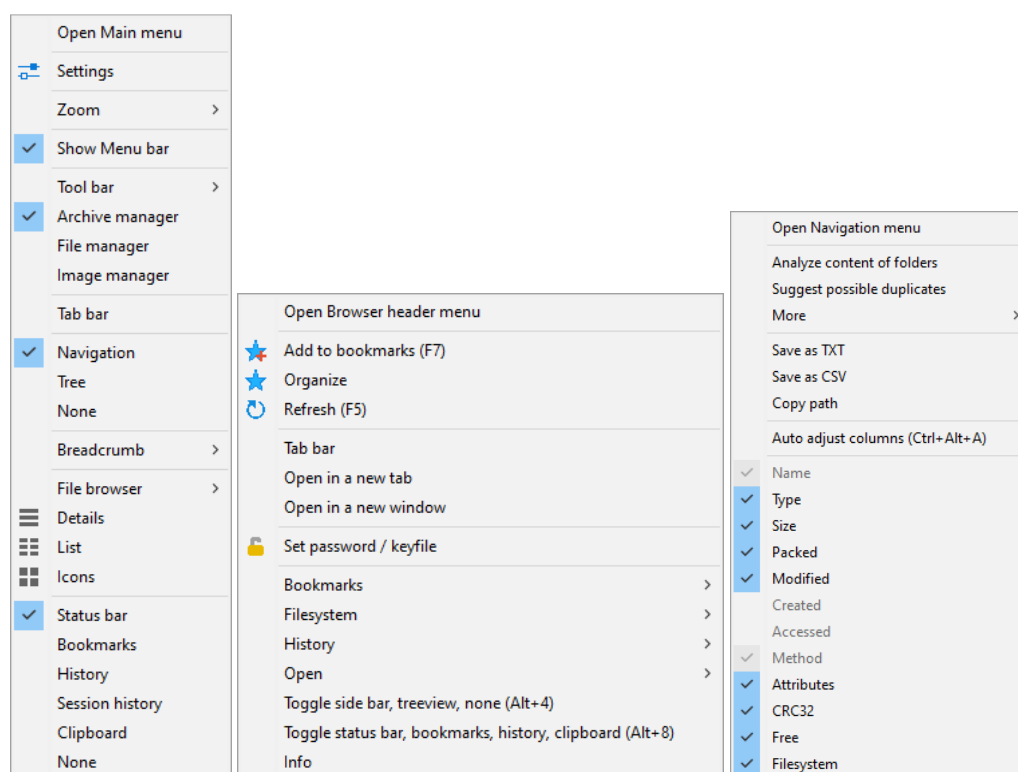 Open Main menu
Settings
Zoom
Show Menu bar
Tool bar
Archive manager
File manager
Image manager
Tab bar
Navigation
Tree
None
Breadcrumb
File browser
Details
List
Icons
Status bar
Bookmarks
History
Session history
Clipboard
None
Open Browser header menu
Add to bookmarks (F7)
Organize
Refresh (F5)
Tab bar
Open in a new tab
Open in a new window
Set password / keyfile
Bookmarks
Filesystem
History
Open
Toggle side bar, treeview, none (Alt+4)
Toggle status bar, bookmarks, history, clipboard (Alt+8)
Info
Open Navigation menu
Analyze content of folders
Suggest possible duplicates
More
Save as TXT
Save as CSV
Copy path
Auto adjust columns (Ctrl+Alt+A)
Name
Type
Size
Packed
Modified
Created
Accessed
Method
Attributes
CRC32
Free
Filesystem